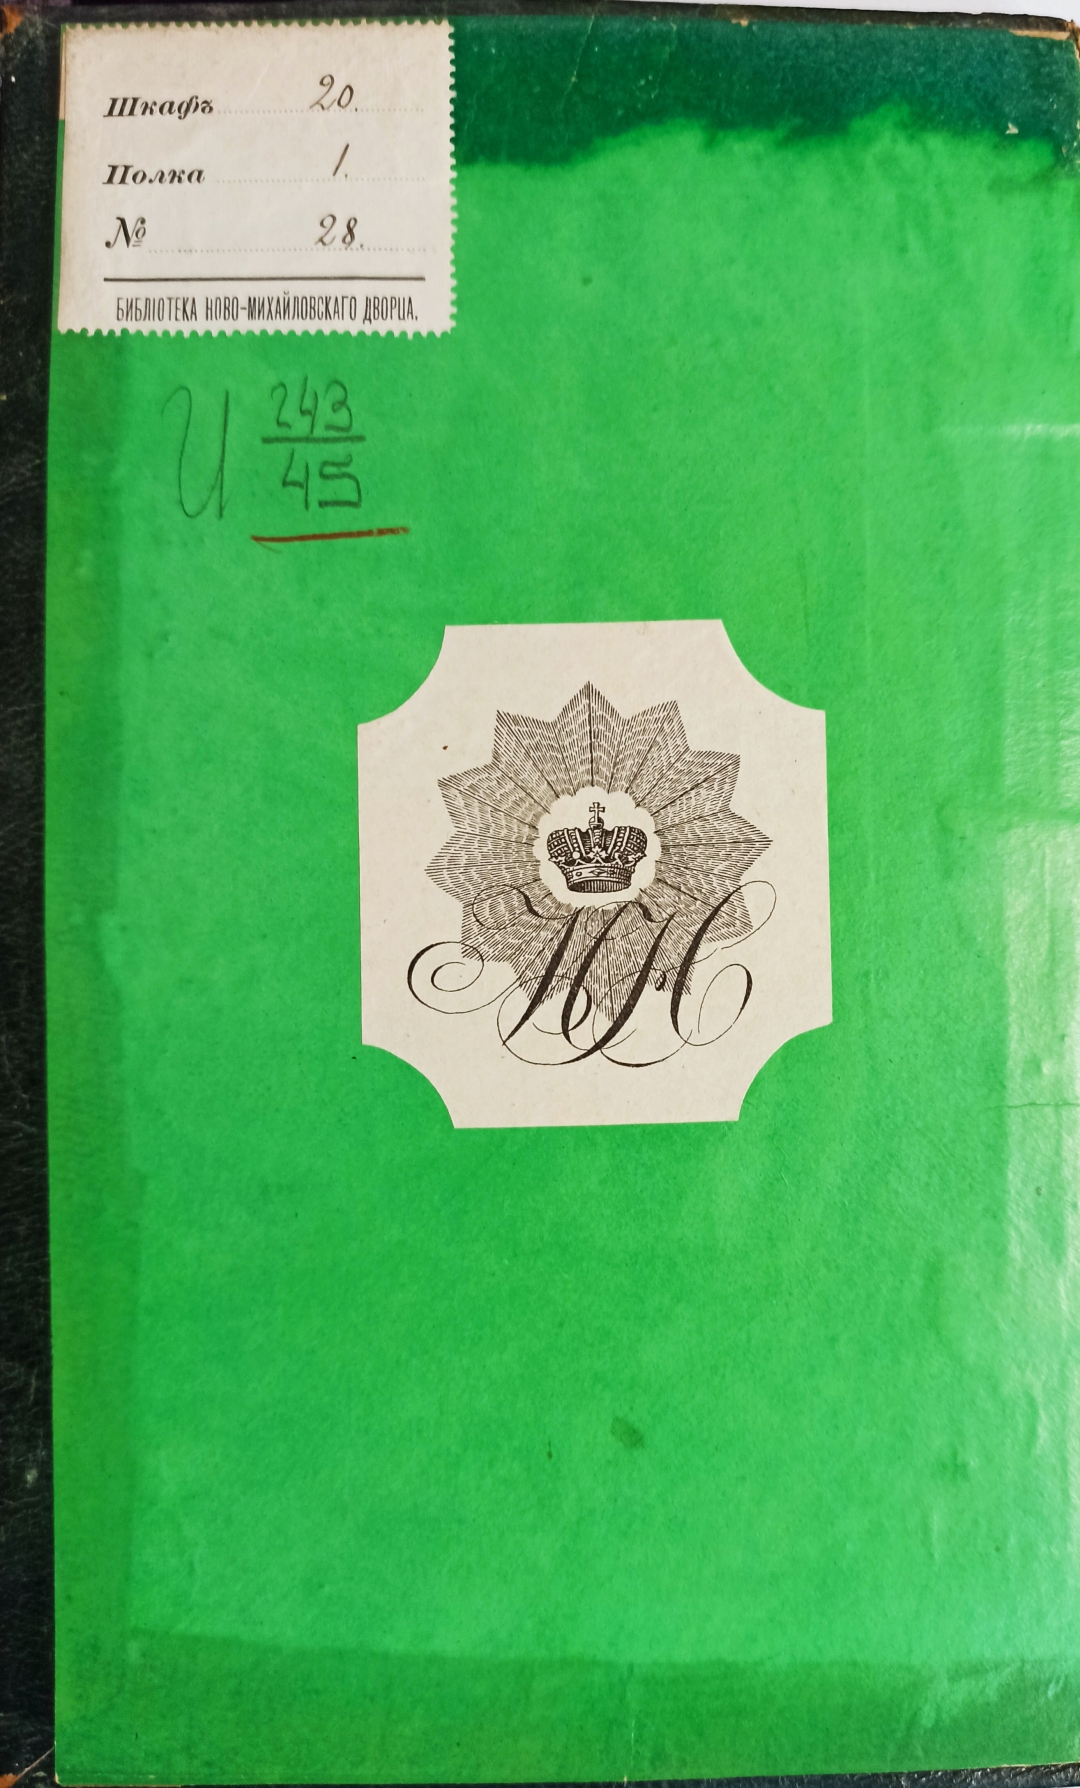 Шкафъ 20.
Полка 1.
№ 28.
БИБЛІОТЕКА НОВО-МИХАЙЛОВСКАГО ДВОРЦА.
И 243
45